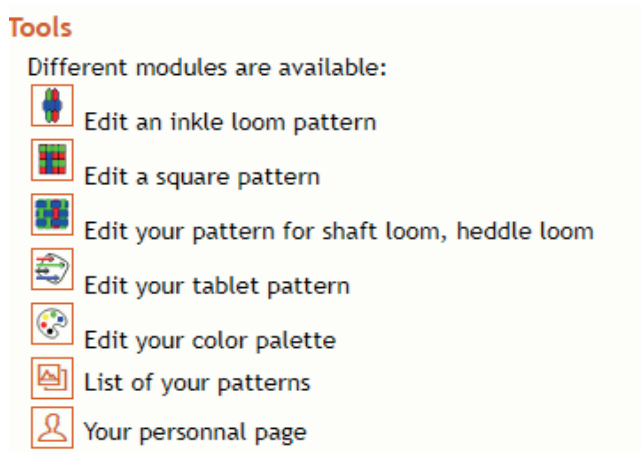 Tools
Different modules are available:
Edit an inkle loom pattern
Edit a square pattern
Edit your pattern for shaft loom, heddle loom
Edit your tablet pattern
Edit your color palette
List of your patterns
Your personnal page